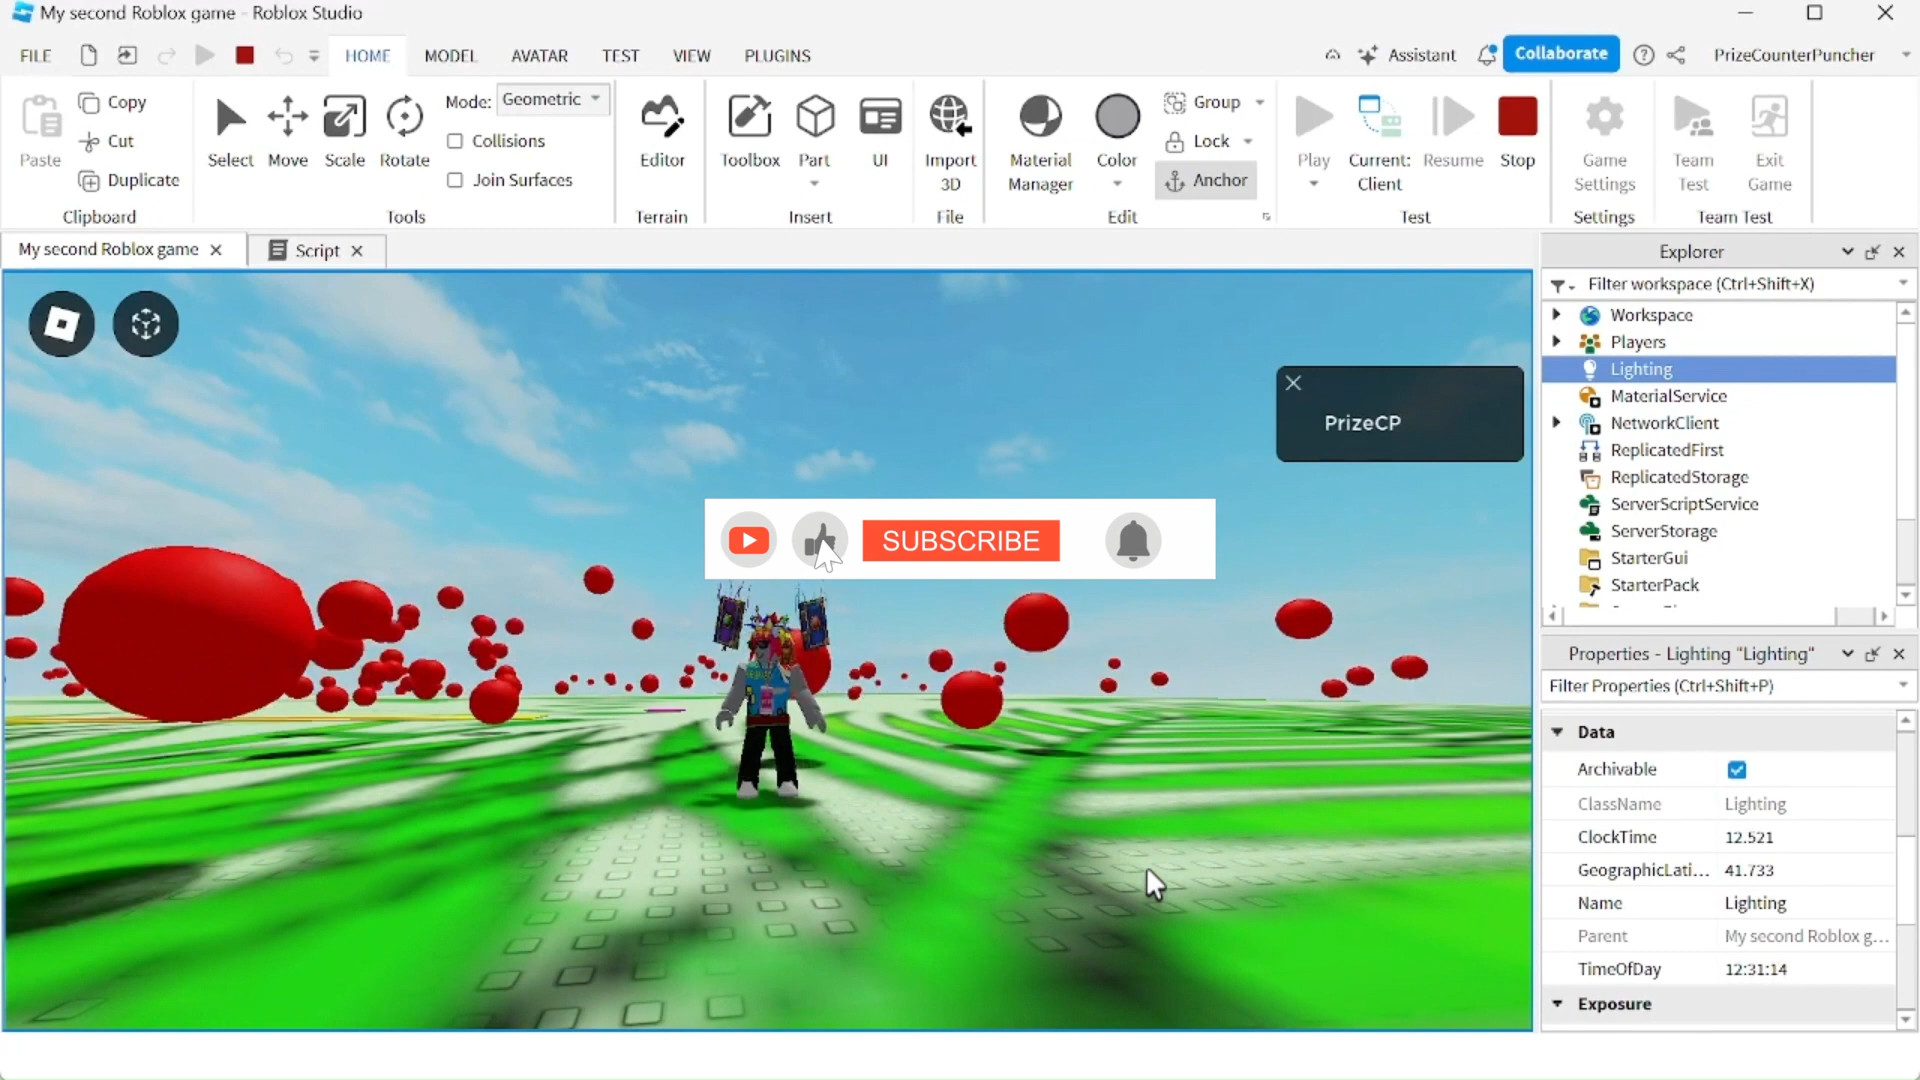 My second Roblox game - Roblox Studio
FILE HOME MODEL AVATAR TEST VIEW PLUGINS Assistant Collaborate PrizeCounterPuncher
Paste Copy Cut Duplicate
Clipboard
Select Move Scale Rotate
Mode: Geometric
Collisions
Join Surfaces
Tools
Editor
Terrain
Toolbox Part UI
Insert
Import
3D
File
Material
Manager
Color
Group
Lock
Anchor
Edit
Play
Current:
Client
Resume Stop
Test
Game
Settings
Settings
Team
Test
Exit
Game
Team Test
My second Roblox game Script
PrizeCP
SUBSCRIBE
Explorer
Filter workspace (Ctrl+Shift+X)
Workspace
Players
Lighting
MaterialService
NetworkClient
ReplicatedFirst
ReplicatedStorage
ServerScriptService
ServerStorage
StarterGui
StarterPack
Properties - Lighting "Lighting"
Filter Properties (Ctrl+Shift+P)
Data
Archivable
ClassName Lighting
ClockTime 12.521
GeographicLati... 41.733
Name Lighting
Parent My second Roblox g...
TimeOfDay 12:31:14
Exposure